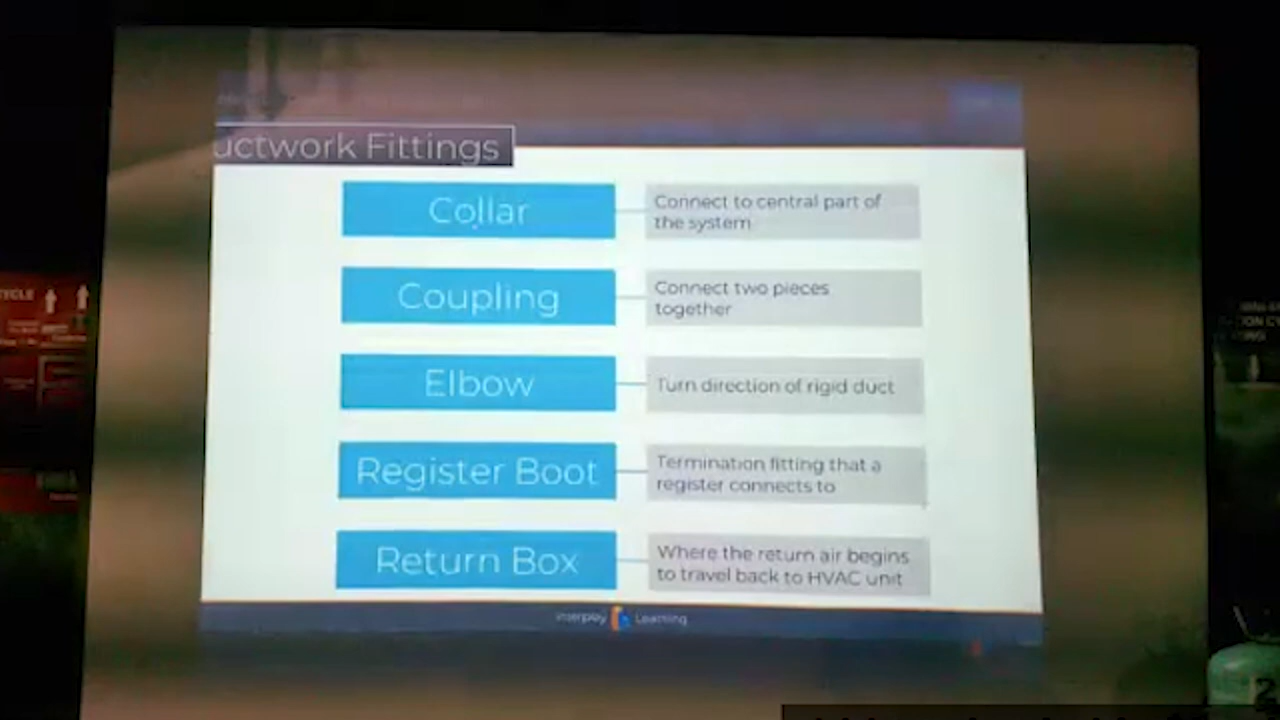 uctwork Fittings
Collar
Connect to central part of
the system
Coupling
Connect two pieces
together
Elbow
Turn direction of rigid duct
Register Boot
Termination fitting that a
register connects to
Return Box
Where the return air begins
to travel back to HVAC unit
interplay Learning
YCLE
2